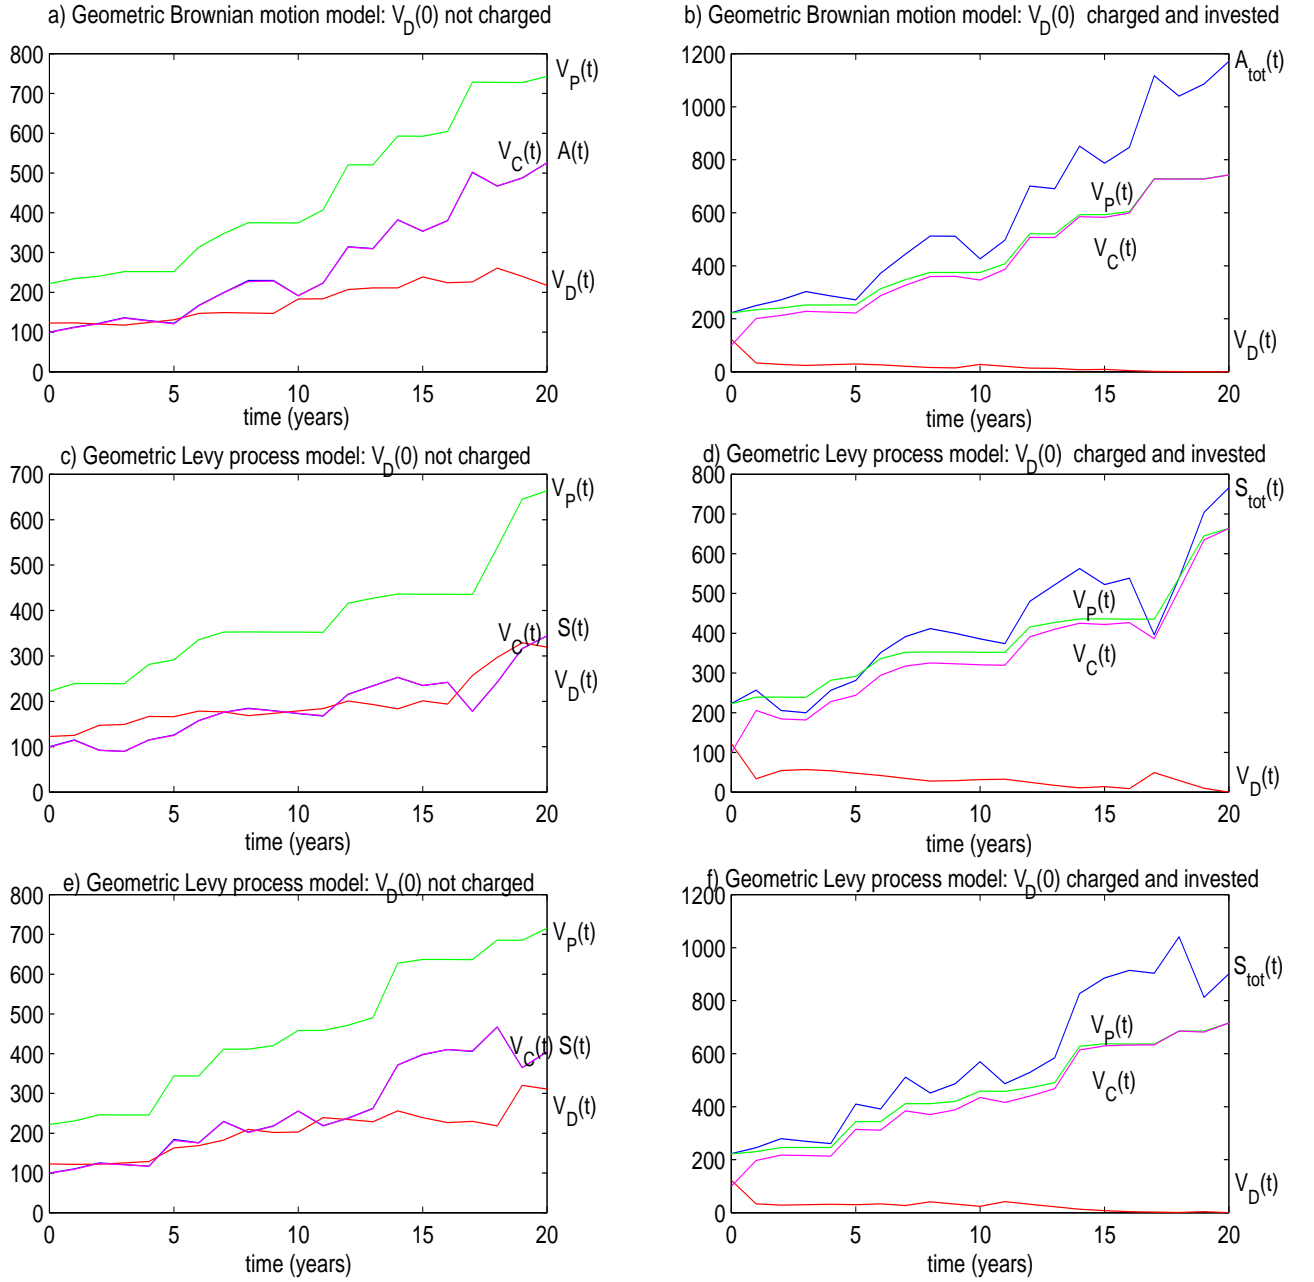 a) Geometric Brownian motion model: V_D(0) not charged
800
700
600
500
400
300
200
100
0
V_P(t)
V_C(t) A(t)
V_D(t)
0 5 10 15 20
time (years)
b) Geometric Brownian motion model: V_D(0) charged and invested
1200
1000
800
600
400
200
0
A_tot(t)
V_P(t)
V_C(t)
V_D(t)
0 5 10 15 20
time (years)
c) Geometric Levy process model: V_D(0) not charged
700
600
500
400
300
200
100
0
V_P(t)
V_C(t) S(t)
V_D(t)
0 5 10 15 20
time (years)
d) Geometric Levy process model: V_D(0) charged and invested
800
700
600
500
400
300
200
100
0
S_tot(t)
V_P(t)
V_C(t)
V_D(t)
0 5 10 15 20
time (years)
e) Geometric Levy process model: V_D(0) not charged
800
700
600
500
400
300
200
100
0
V_P(t)
V_C(t) S(t)
V_D(t)
0 5 10 15 20
time (years)
f) Geometric Levy process model: V_D(0) charged and invested
1200
1000
800
600
400
200
0
S_tot(t)
V_P(t)
V_C(t)
V_D(t)
0 5 10 15 20
time (years)